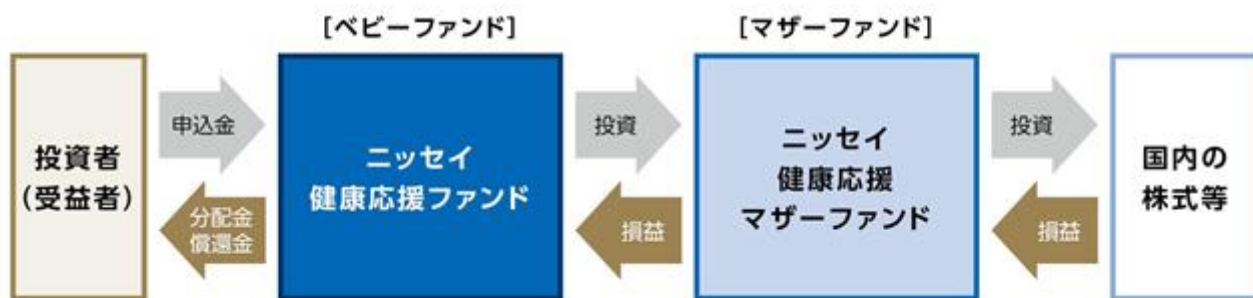 [ベビーファンド]
[マザーファンド]
投資者
(受益者)
申込金
分配金
償還金
ニッセイ
健康応援ファンド
投資
損益
ニッセイ
健康応援
マザーファンド
投資
損益
国内の
株式等